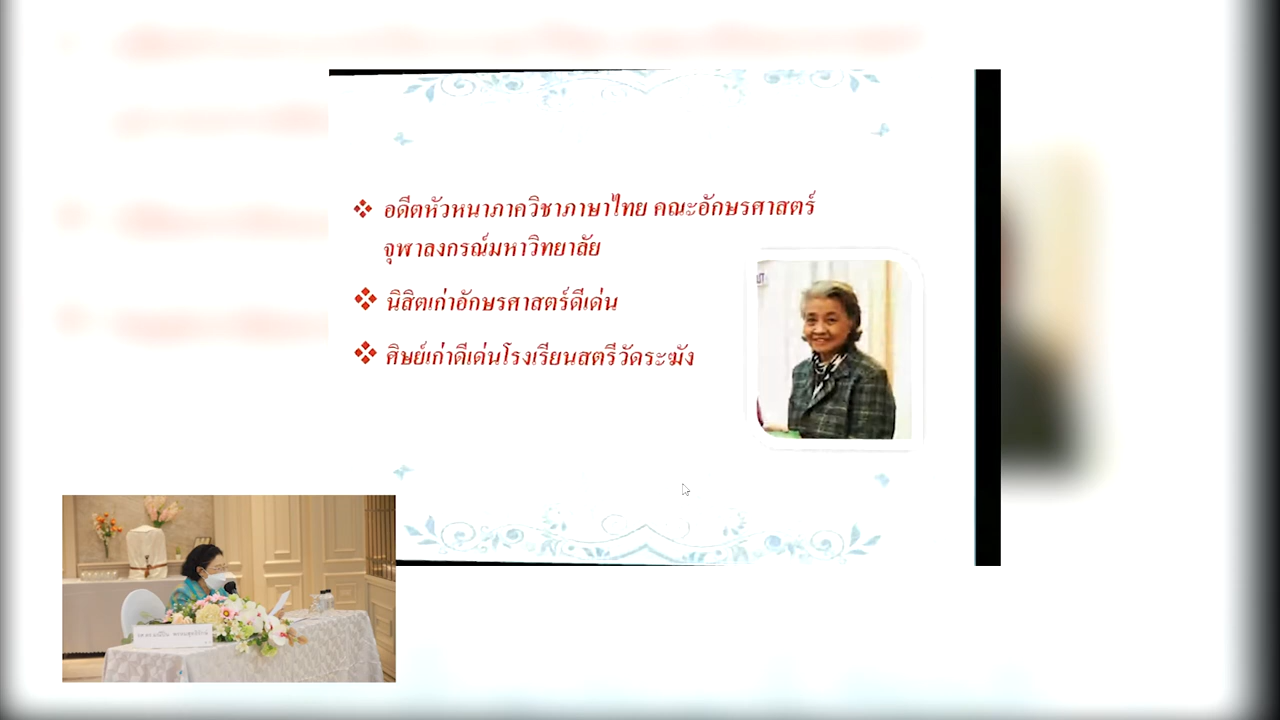 ❖ อดีตหัวหน้าภาควิชาภาษาไทย คณะอักษรศาสตร์
จุฬาลงกรณ์มหาวิทยาลัย
❖ นิสิตเก่าอักษรศาสตร์ดีเด่น
❖ ศิษย์เก่าดีเด่นโรงเรียนสตรีวัดระฆัง